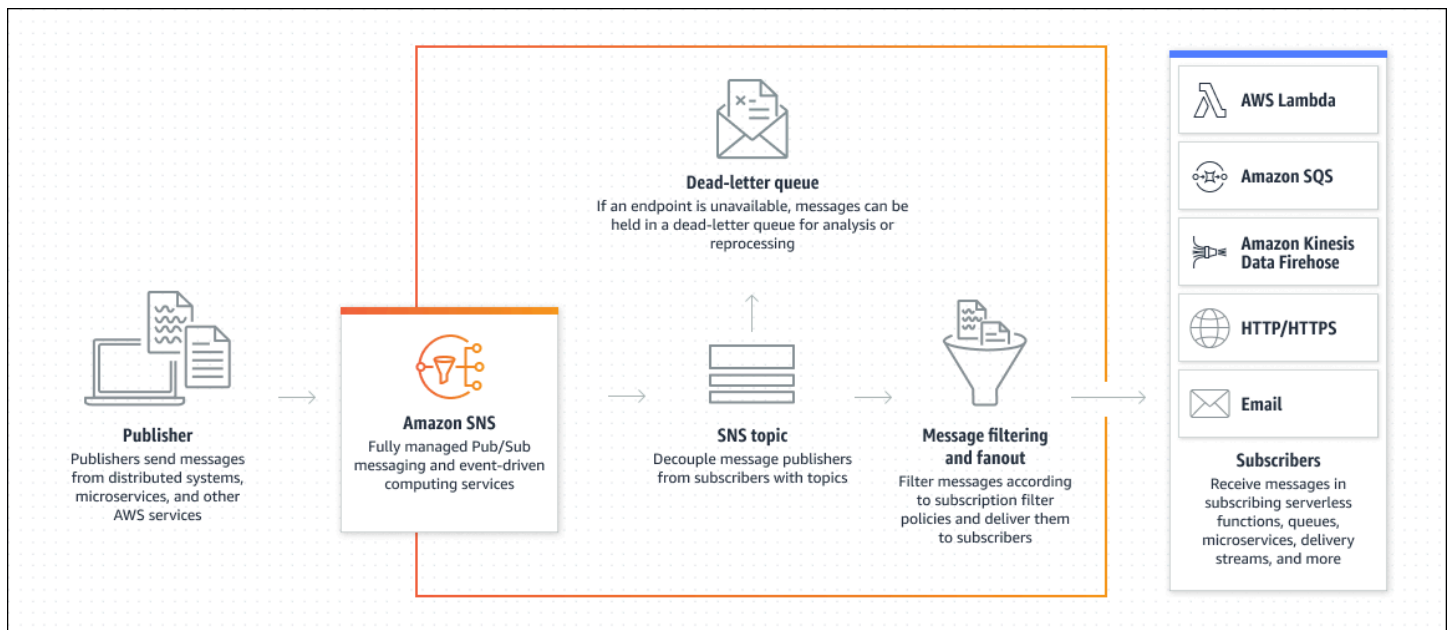 Publisher
Publishers send messages
from distributed systems,
microservices, and other
AWS services
Amazon SNS
Fully managed Pub/Sub
messaging and event-driven
computing services
Dead-letter queue
If an endpoint is unavailable, messages can be
held in a dead-letter queue for analysis or
reprocessing
SNS topic
Decouple message publishers
from subscribers with topics
Message filtering
and fanout
Filter messages according
to subscription filter
policies and deliver them
to subscribers
AWS Lambda
Amazon SQS
Amazon Kinesis
Data Firehose
HTTP/HTTPS
Email
Subscribers
Receive messages in
subscribing serverless
functions, queues,
microservices, delivery
streams, and more